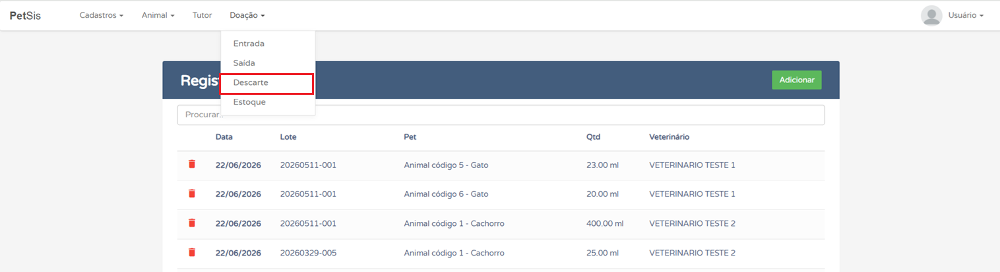 PetSis Cadastros Animal Tutor Doação Usuário
Entrada
Saída
Descarte
Estoque
Adicionar
Procurar..
Data Lote Pet Qtd Veterinário
22/06/2026 20260511-001 Animal código 5 - Gato 23.00 ml VETERINARIO TESTE 1
22/06/2026 20260511-001 Animal código 6 - Gato 20.00 ml VETERINARIO TESTE 1
22/06/2026 20260511-001 Animal código 1 - Cachorro 400.00 ml VETERINARIO TESTE 2
22/06/2026 20260329-005 Animal código 1 - Cachorro 25.00 ml VETERINARIO TESTE 2